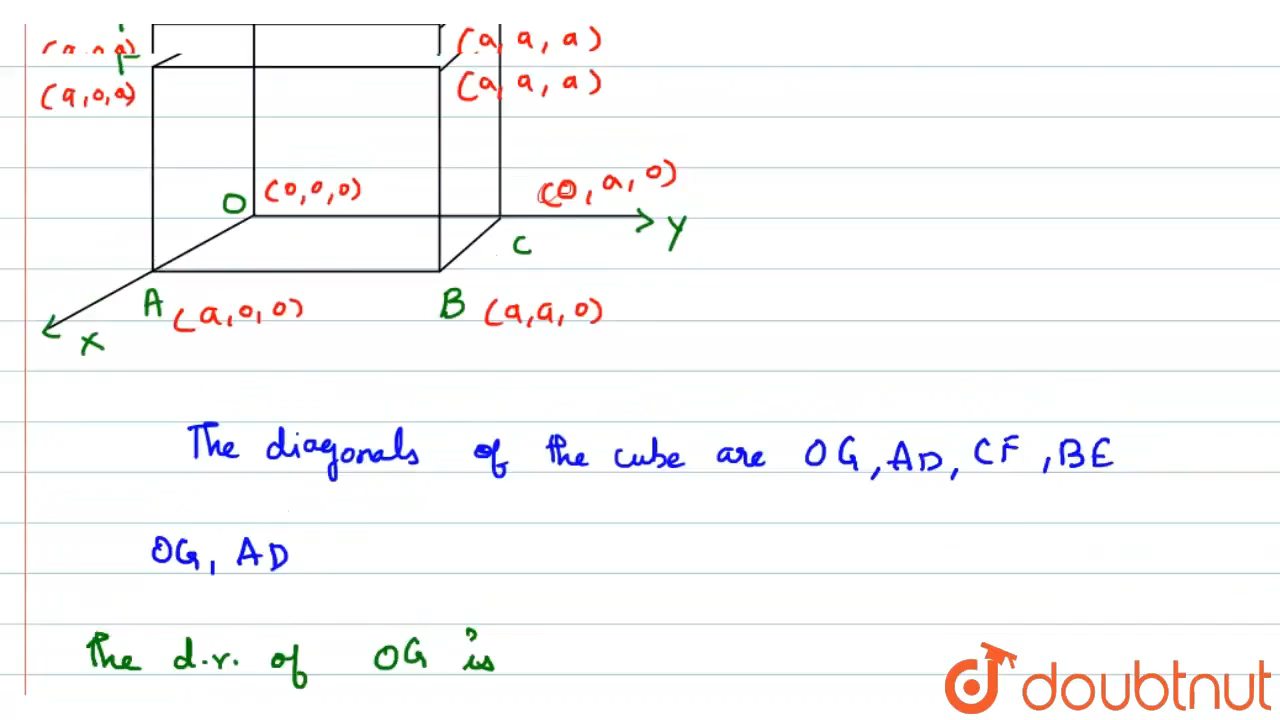 (a, a, a)
F
(a, 0, a)
(a, a, a)
O
(0, 0, 0)
(0, a, 0)
Y
C
A
(a, 0, 0)
B
(a, a, 0)
X
The diagonals of the cube are OG, AD, CF, BE
OG, AD
The d.r. of OG is
doubtnut